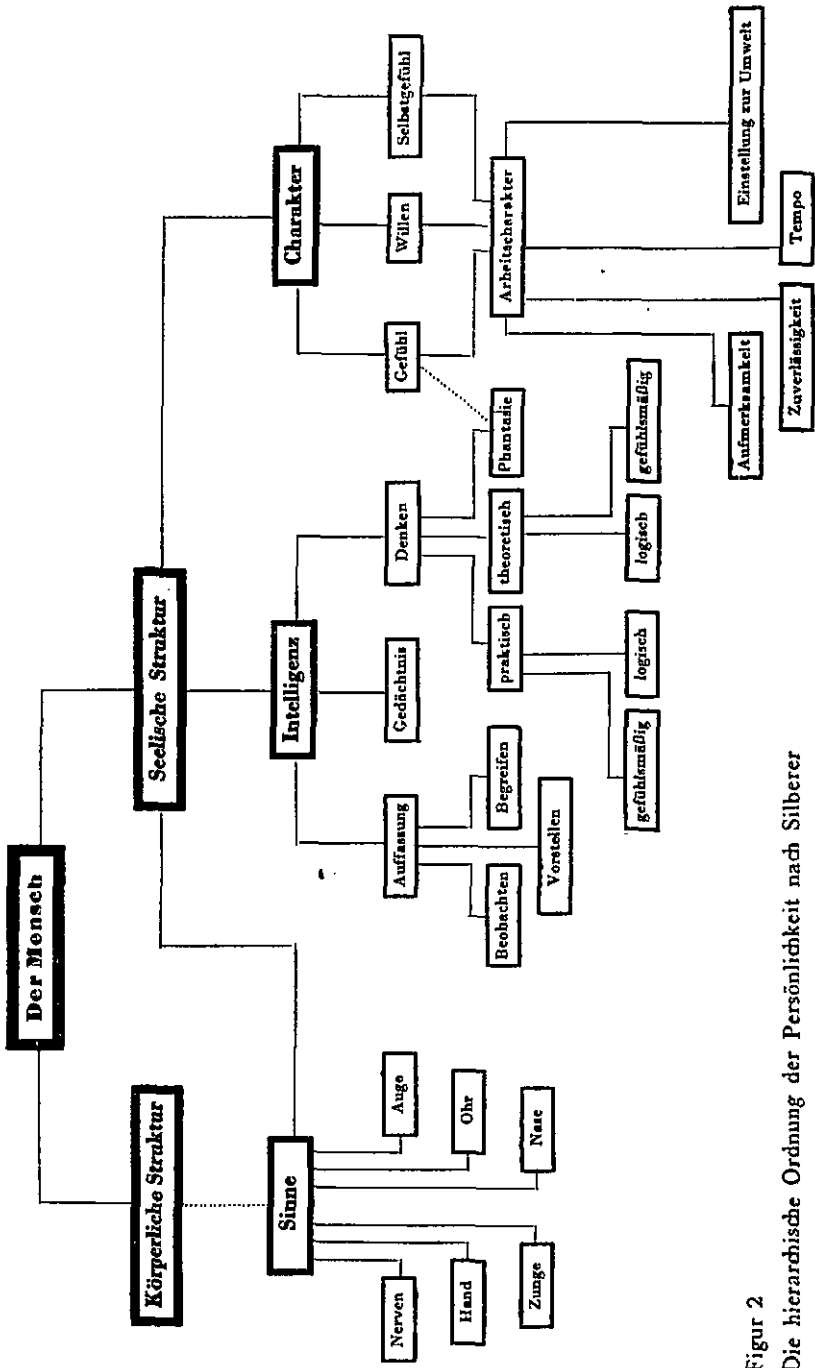 Der Mensch
Körperliche Struktur
Seelische Struktur
Sinne
Intelligenz
Charakter
Nerven
Auge
Hand
Ohr
Zunge
Nase
Auffassung
Gedächtnis
Denken
Gefühl
Willen
Selbstgefühl
Beobachten
Begreifen
Vorstellen
praktisch
theoretisch
Phantasie
Arbeitscharakter
gefühlsmäßig
logisch
logisch
gefühlsmäßig
Aufmerksamkeit
Zuverlässigkeit
Tempo
Einstellung zur Umwelt
Figur 2
Die hierarchische Ordnung der Persönlichkeit nach Silberer